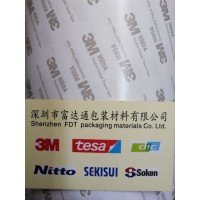 深圳市富达通包装材料有限公司
Shenzhen FDT packaging materials Co. Ltd.
3M tesa dic
Nitto SEKISUI Soken